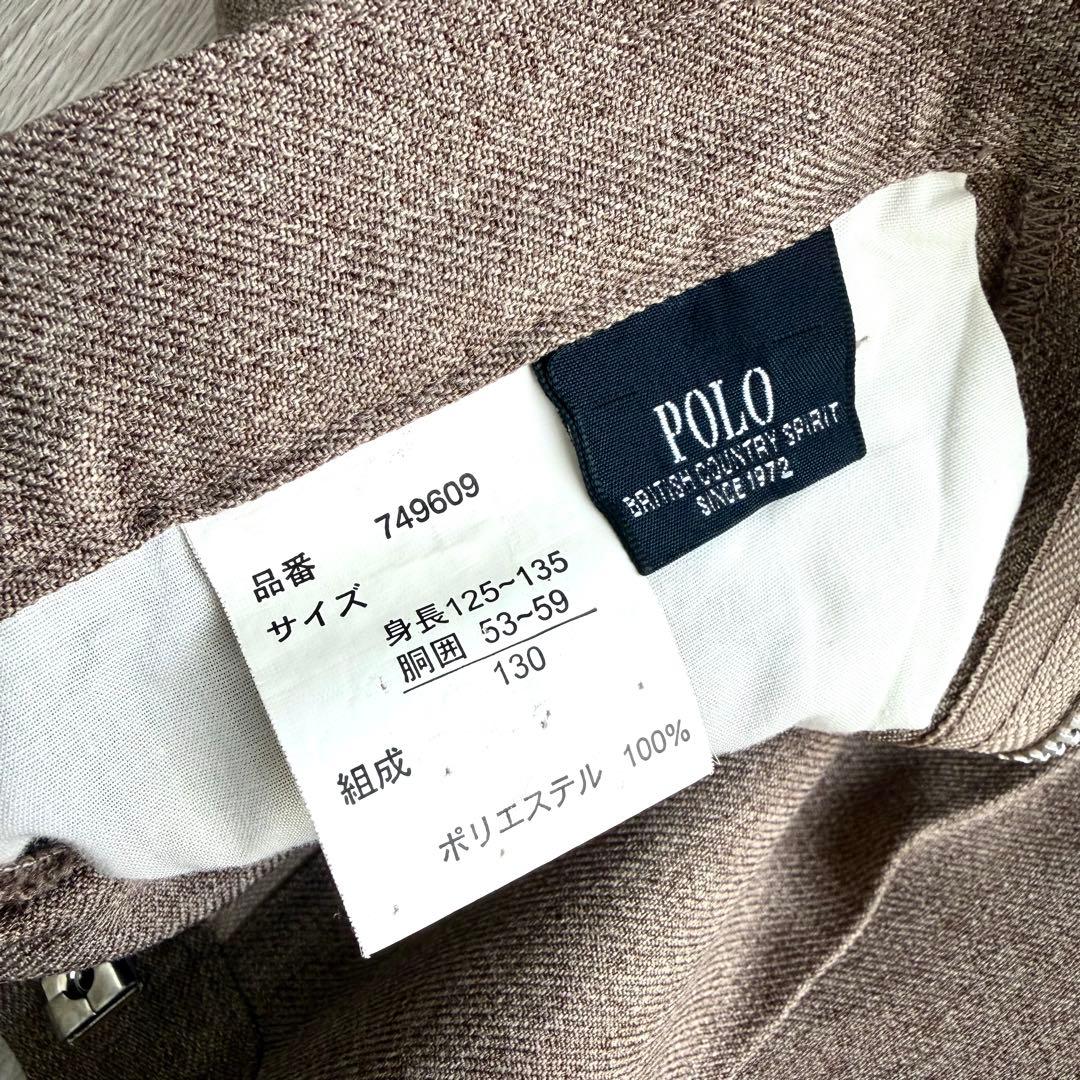 POLO
BRITISH COUNTRY SPIRIT
SINCE 1972
品番 749609
サイズ
身長125~135
胴囲 53~59
130
組成
ポリエステル 100%